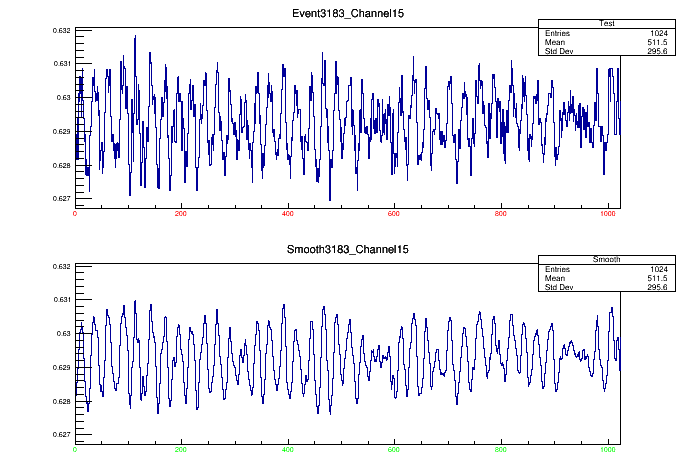 Event3183_Channel15
Test
Entries 1024
Mean 511.5
Std Dev 295.6
0.632
0.631
0.63
0.629
0.628
0.627
0 200 400 600 800 1000
Smooth3183_Channel15
Smooth
Entries 1024
Mean 511.5
Std Dev 295.6
0.632
0.631
0.63
0.629
0.628
0.627
0 200 400 600 800 1000